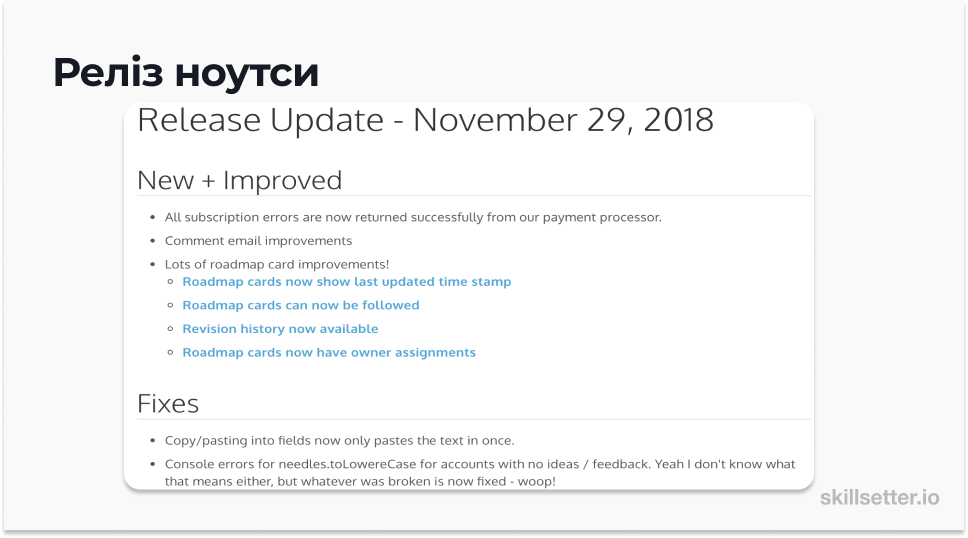 Реліз ноутси
Release Update - November 29, 2018
New + Improved
• All subscription errors are now returned successfully from our payment processor.
• Comment email improvements
• Lots of roadmap card improvements!
◦ Roadmap cards now show last updated time stamp
◦ Roadmap cards can now be followed
◦ Revision history now available
◦ Roadmap cards now have owner assignments
Fixes
• Copy/pasting into fields now only pastes the text in once.
• Console errors for needles.toLowereCase for accounts with no ideas / feedback. Yeah I don't know what
that means either, but whatever was broken is now fixed - woop!
skillsetter.io